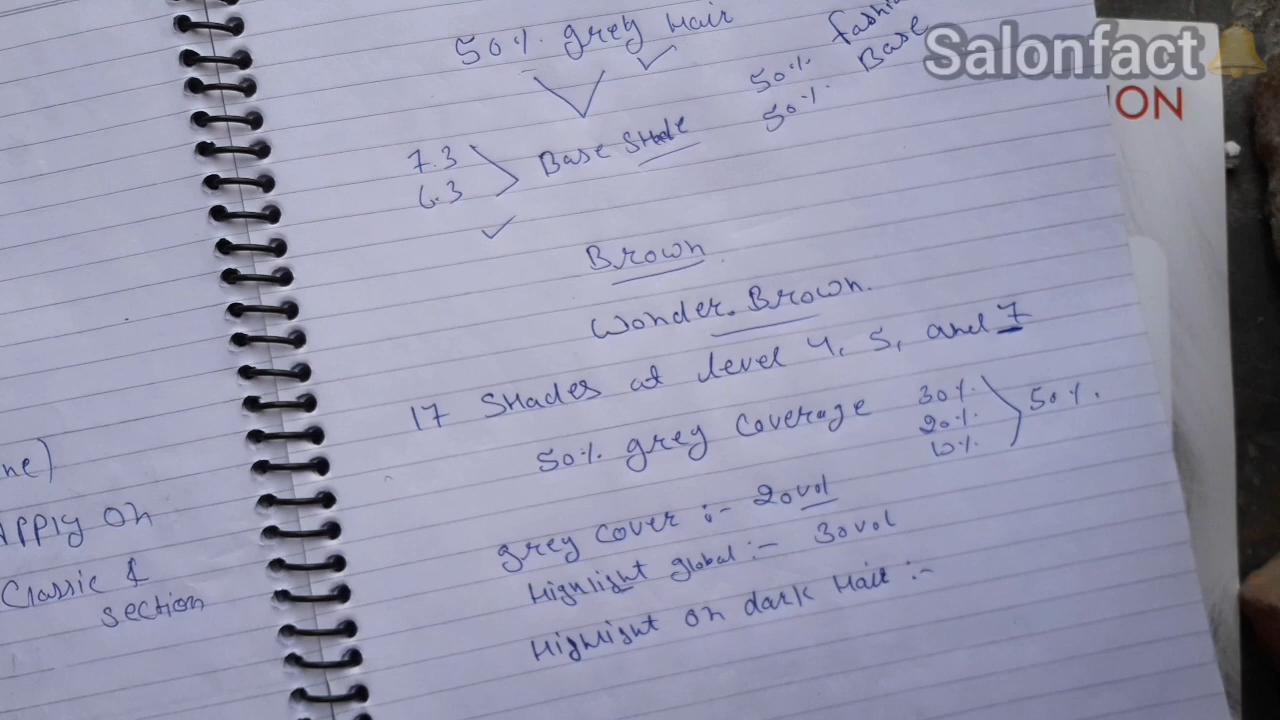 50%. grey Hair
50%. fashi
50%. Base
7.3
6.3
Base SHade
Brown
Wonder. Brown.
17 SHades at level 4, 5, and 7
50%. grey coverage 30%. 50%.
20%.
10%.
grey cover :- 20vol
HighLight global :- 30vol
HighLight on dark Hair :-
ne)
Apply on
Classic &
section
Salonfact
ION